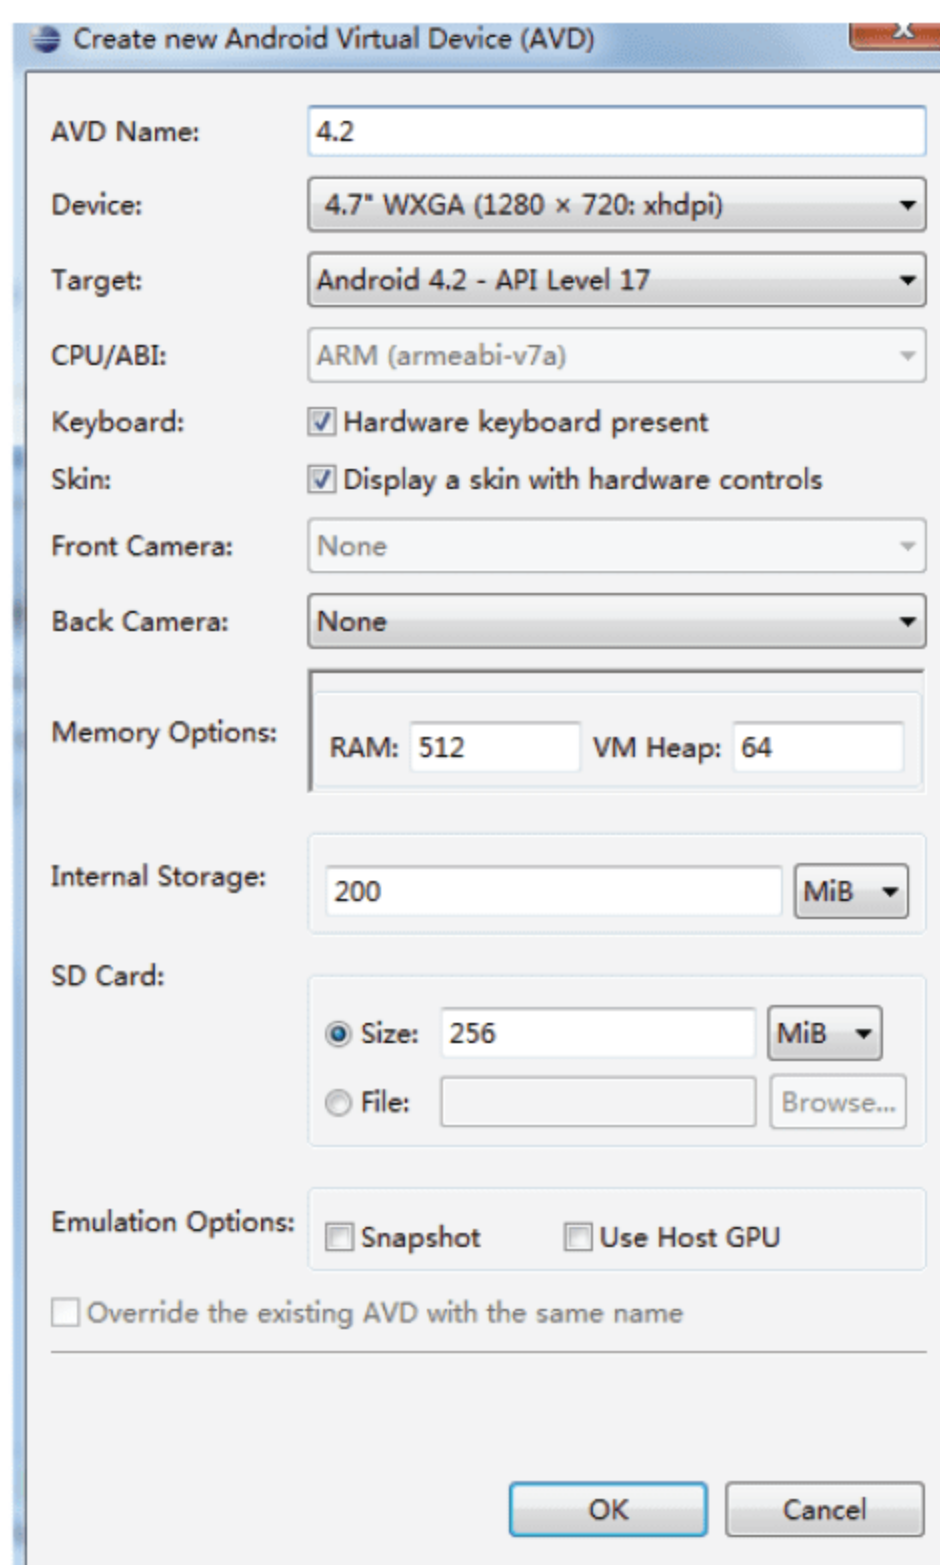 Create new Android Virtual Device (AVD)
x
AVD Name: 4.2
Device: 4.7" WXGA (1280 × 720: xhdpi)
Target: Android 4.2 - API Level 17
CPU/ABI: ARM (armeabi-v7a)
Keyboard: Hardware keyboard present
Skin: Display a skin with hardware controls
Front Camera: None
Back Camera: None
Memory Options: RAM: 512 VM Heap: 64
Internal Storage: 200 MiB
SD Card:
Size: 256 MiB
File: Browse...
Emulation Options: Snapshot Use Host GPU
Override the existing AVD with the same name
OK Cancel